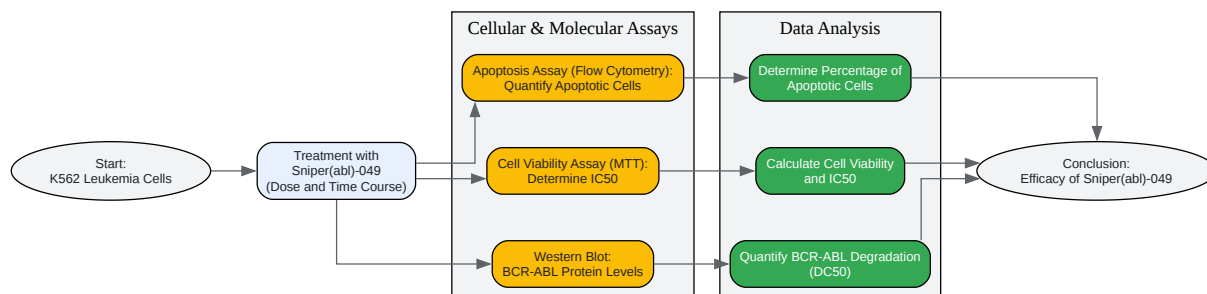 Cellular & Molecular Assays
Data Analysis
Apoptosis Assay (Flow Cytometry):
Quantify Apoptotic Cells
Determine Percentage of
Apoptotic Cells
Start:
K562 Leukemia Cells
Treatment with
Sniper(abl)-049
(Dose and Time Course)
Cell Viability Assay (MTT):
Determine IC50
Calculate Cell Viability
and IC50
Conclusion:
Efficacy of Sniper(abl)-049
Western Blot:
BCR-ABL Protein Levels
Quantify BCR-ABL Degradation
(DC50)